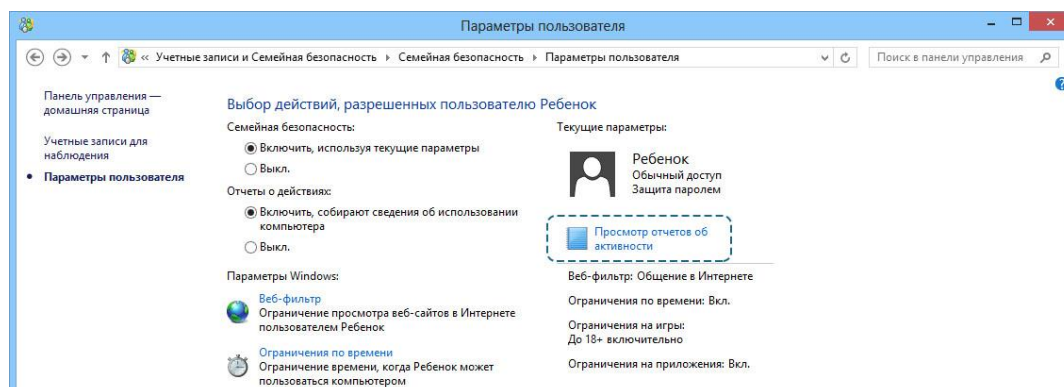 Параметры пользователя
« Учетные записи и Семейная безопасность ▸ Семейная безопасность ▸ Параметры пользователя
Поиск в панели управления
Панель управления —
домашняя страница
Учетные записи для
наблюдения
• Параметры пользователя
Выбор действий, разрешенных пользователю Ребенок
Семейная безопасность:
Включить, используя текущие параметры
Выкл.
Отчеты о действиях:
Включить, собирают сведения об использовании
компьютера
Выкл.
Параметры Windows:
Веб-фильтр
Ограничение просмотра веб-сайтов в Интернете
пользователем Ребенок
Ограничения по времени
Ограничение времени, когда Ребенок может
пользоваться компьютером
Текущие параметры:
Ребенок
Обычный доступ
Защита паролем
Просмотр отчетов об
активности
Веб-фильтр: Общение в Интернете
Ограничения по времени: Вкл.
Ограничения на игры:
До 18+ включительно
Ограничения на приложения: Вкл.